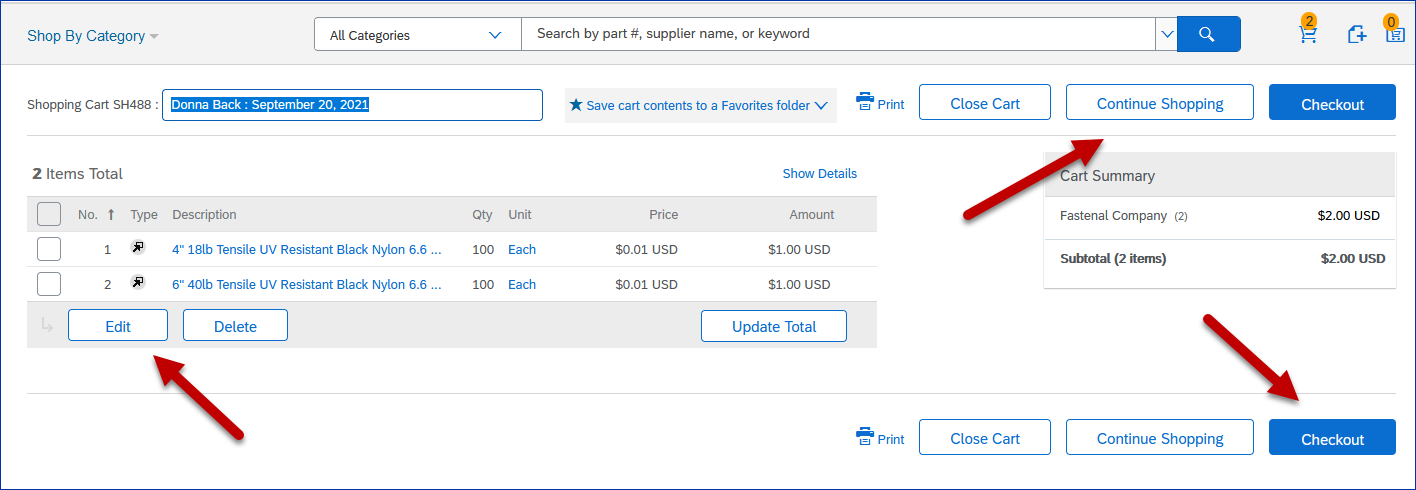 2
0
Shop By Category
All Categories
Search by part #, supplier name, or keyword
Shopping Cart SH488 :
Donna Back : September 20, 2021
Save cart contents to a Favorites folder
Print
Close Cart
Continue Shopping
Checkout
2 Items Total
Show Details
Cart Summary
No. ↑ Type Description Qty Unit Price Amount
Fastenal Company (2) $2.00 USD
1 4" 18lb Tensile UV Resistant Black Nylon 6.6 ... 100 Each $0.01 USD $1.00 USD
Subtotal (2 items) $2.00 USD
2 6" 40lb Tensile UV Resistant Black Nylon 6.6 ... 100 Each $0.01 USD $1.00 USD
Edit
Delete
Update Total
Print
Close Cart
Continue Shopping
Checkout